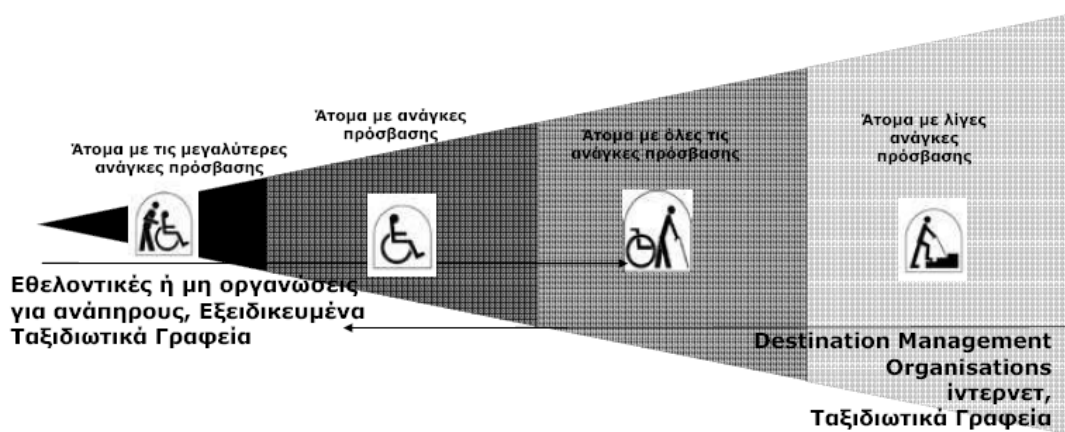 Άτομα με τις μεγαλύτερες
ανάγκες πρόσβασης
Άτομα με ανάγκες
πρόσβασης
Άτομα με όλες τις
ανάγκες πρόσβασης
Άτομα με λίγες
ανάγκες
πρόσβασης
Εθελοντικές ή μη οργανώσεις
για ανάπηρους, Εξειδικευμένα
Ταξιδιωτικά Γραφεία
Destination Management
Organisations
ίντερνετ,
Ταξιδιωτικά Γραφεία